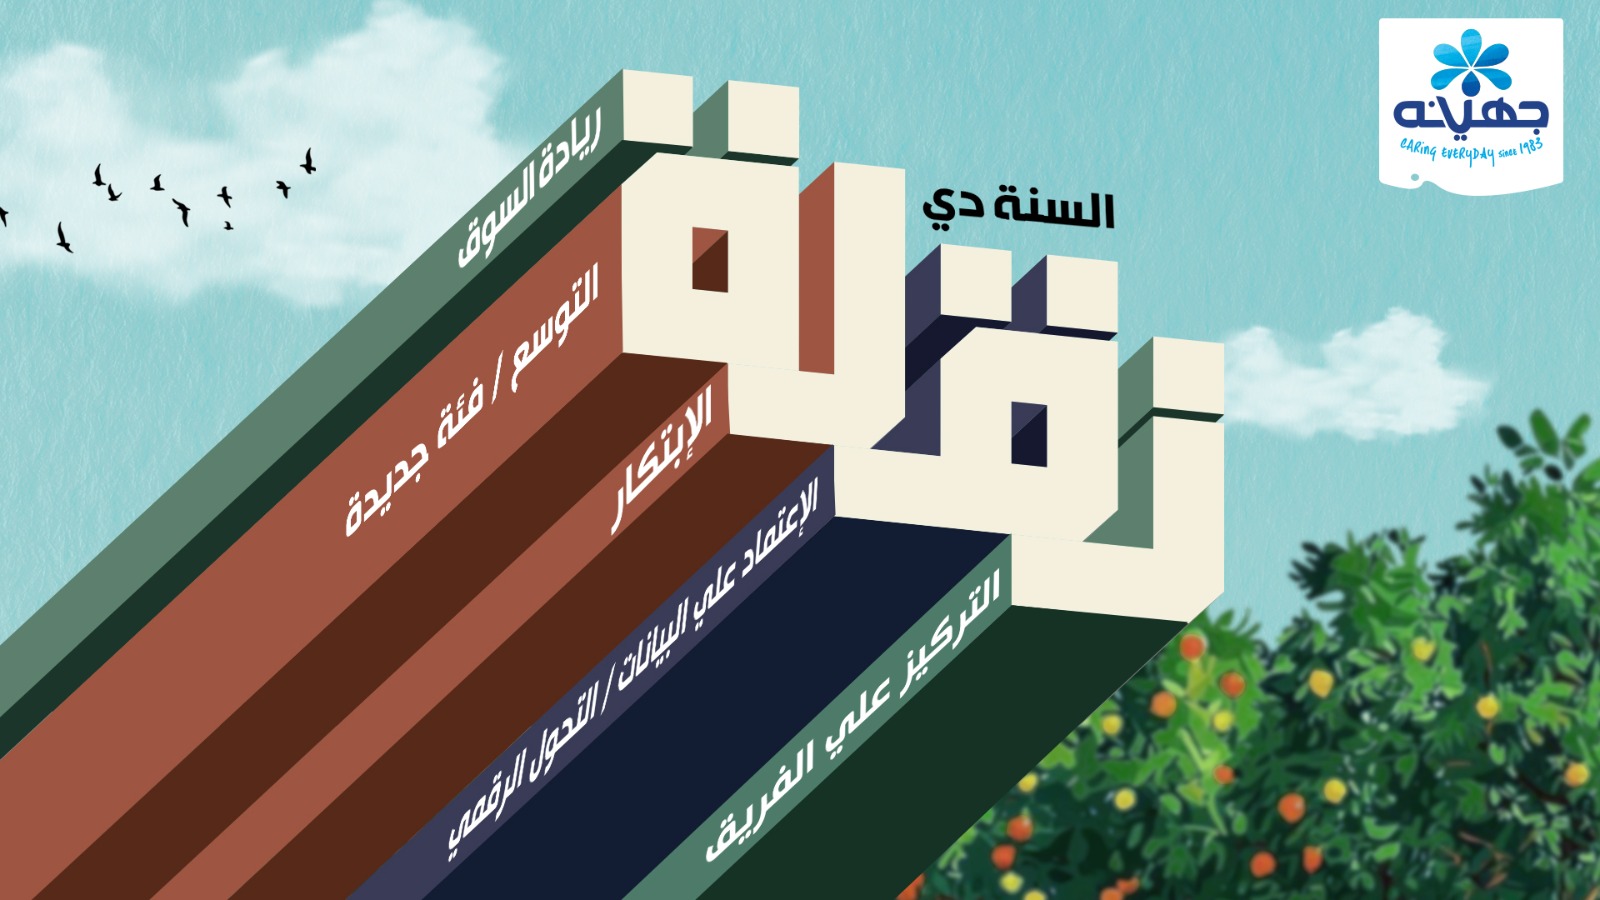 جهينه
CARING EVERYDAY since 1983
السنة دي
نقلة
ريادة السوق
التوسع / فئة جديدة
الإبتكار
الإعتماد علي البيانات / التحول الرقمي
التركيز علي الفريق